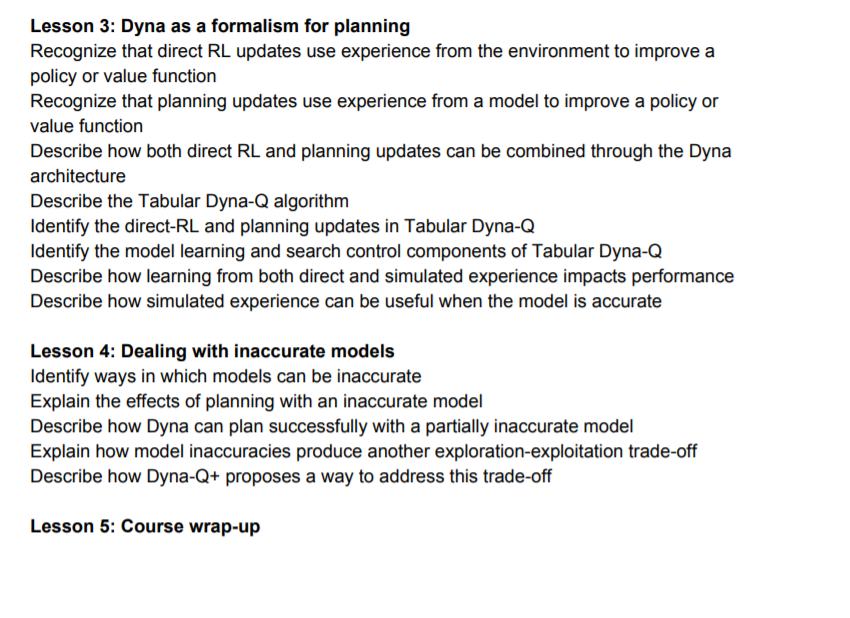 Lesson 3: Dyna as a formalism for planning
Recognize that direct RL updates use experience from the environment to improve a
policy or value function
Recognize that planning updates use experience from a model to improve a policy or
value function
Describe how both direct RL and planning updates can be combined through the Dyna
architecture
Describe the Tabular Dyna-Q algorithm
Identify the direct-RL and planning updates in Tabular Dyna-Q
Identify the model learning and search control components of Tabular Dyna-Q
Describe how learning from both direct and simulated experience impacts performance
Describe how simulated experience can be useful when the model is accurate
Lesson 4: Dealing with inaccurate models
Identify ways in which models can be inaccurate
Explain the effects of planning with an inaccurate model
Describe how Dyna can plan successfully with a partially inaccurate model
Explain how model inaccuracies produce another exploration-exploitation trade-off
Describe how Dyna-Q+ proposes a way to address this trade-off
Lesson 5: Course wrap-up